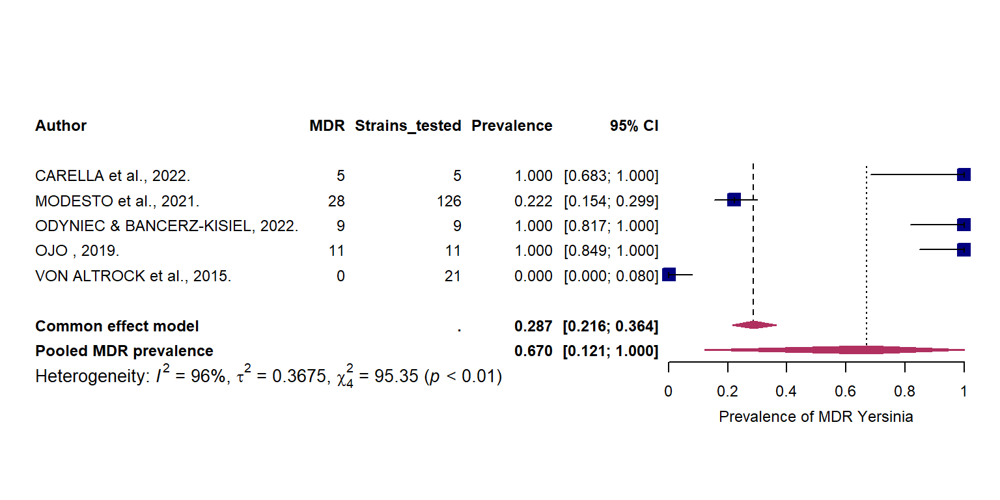 Author MDR Strains_tested Prevalence 95% CI
CARELLA et al., 2022. 5 5 1.000 [0.683; 1.000]
MODESTO et al., 2021. 28 126 0.222 [0.154; 0.299]
ODYNIEC & BANCERZ-KISIEL, 2022. 9 9 1.000 [0.817; 1.000]
OJO , 2019. 11 11 1.000 [0.849; 1.000]
VON ALTROCK et al., 2015. 0 21 0.000 [0.000; 0.080]
Common effect model . 0.287 [0.216; 0.364]
Pooled MDR prevalence 0.670 [0.121; 1.000]
Heterogeneity: I² = 96%, τ² = 0.3675, χ²₄ = 95.35 (p < 0.01)
0 0.2 0.4 0.6 0.8 1
Prevalence of MDR Yersinia